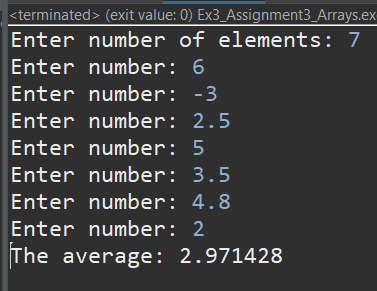 <terminated> (exit value: 0) Ex3_Assignment3_Arrays.ex
Enter number of elements: 7
Enter number: 6
Enter number: -3
Enter number: 2.5
Enter number: 5
Enter number: 3.5
Enter number: 4.8
Enter number: 2
The average: 2.971428